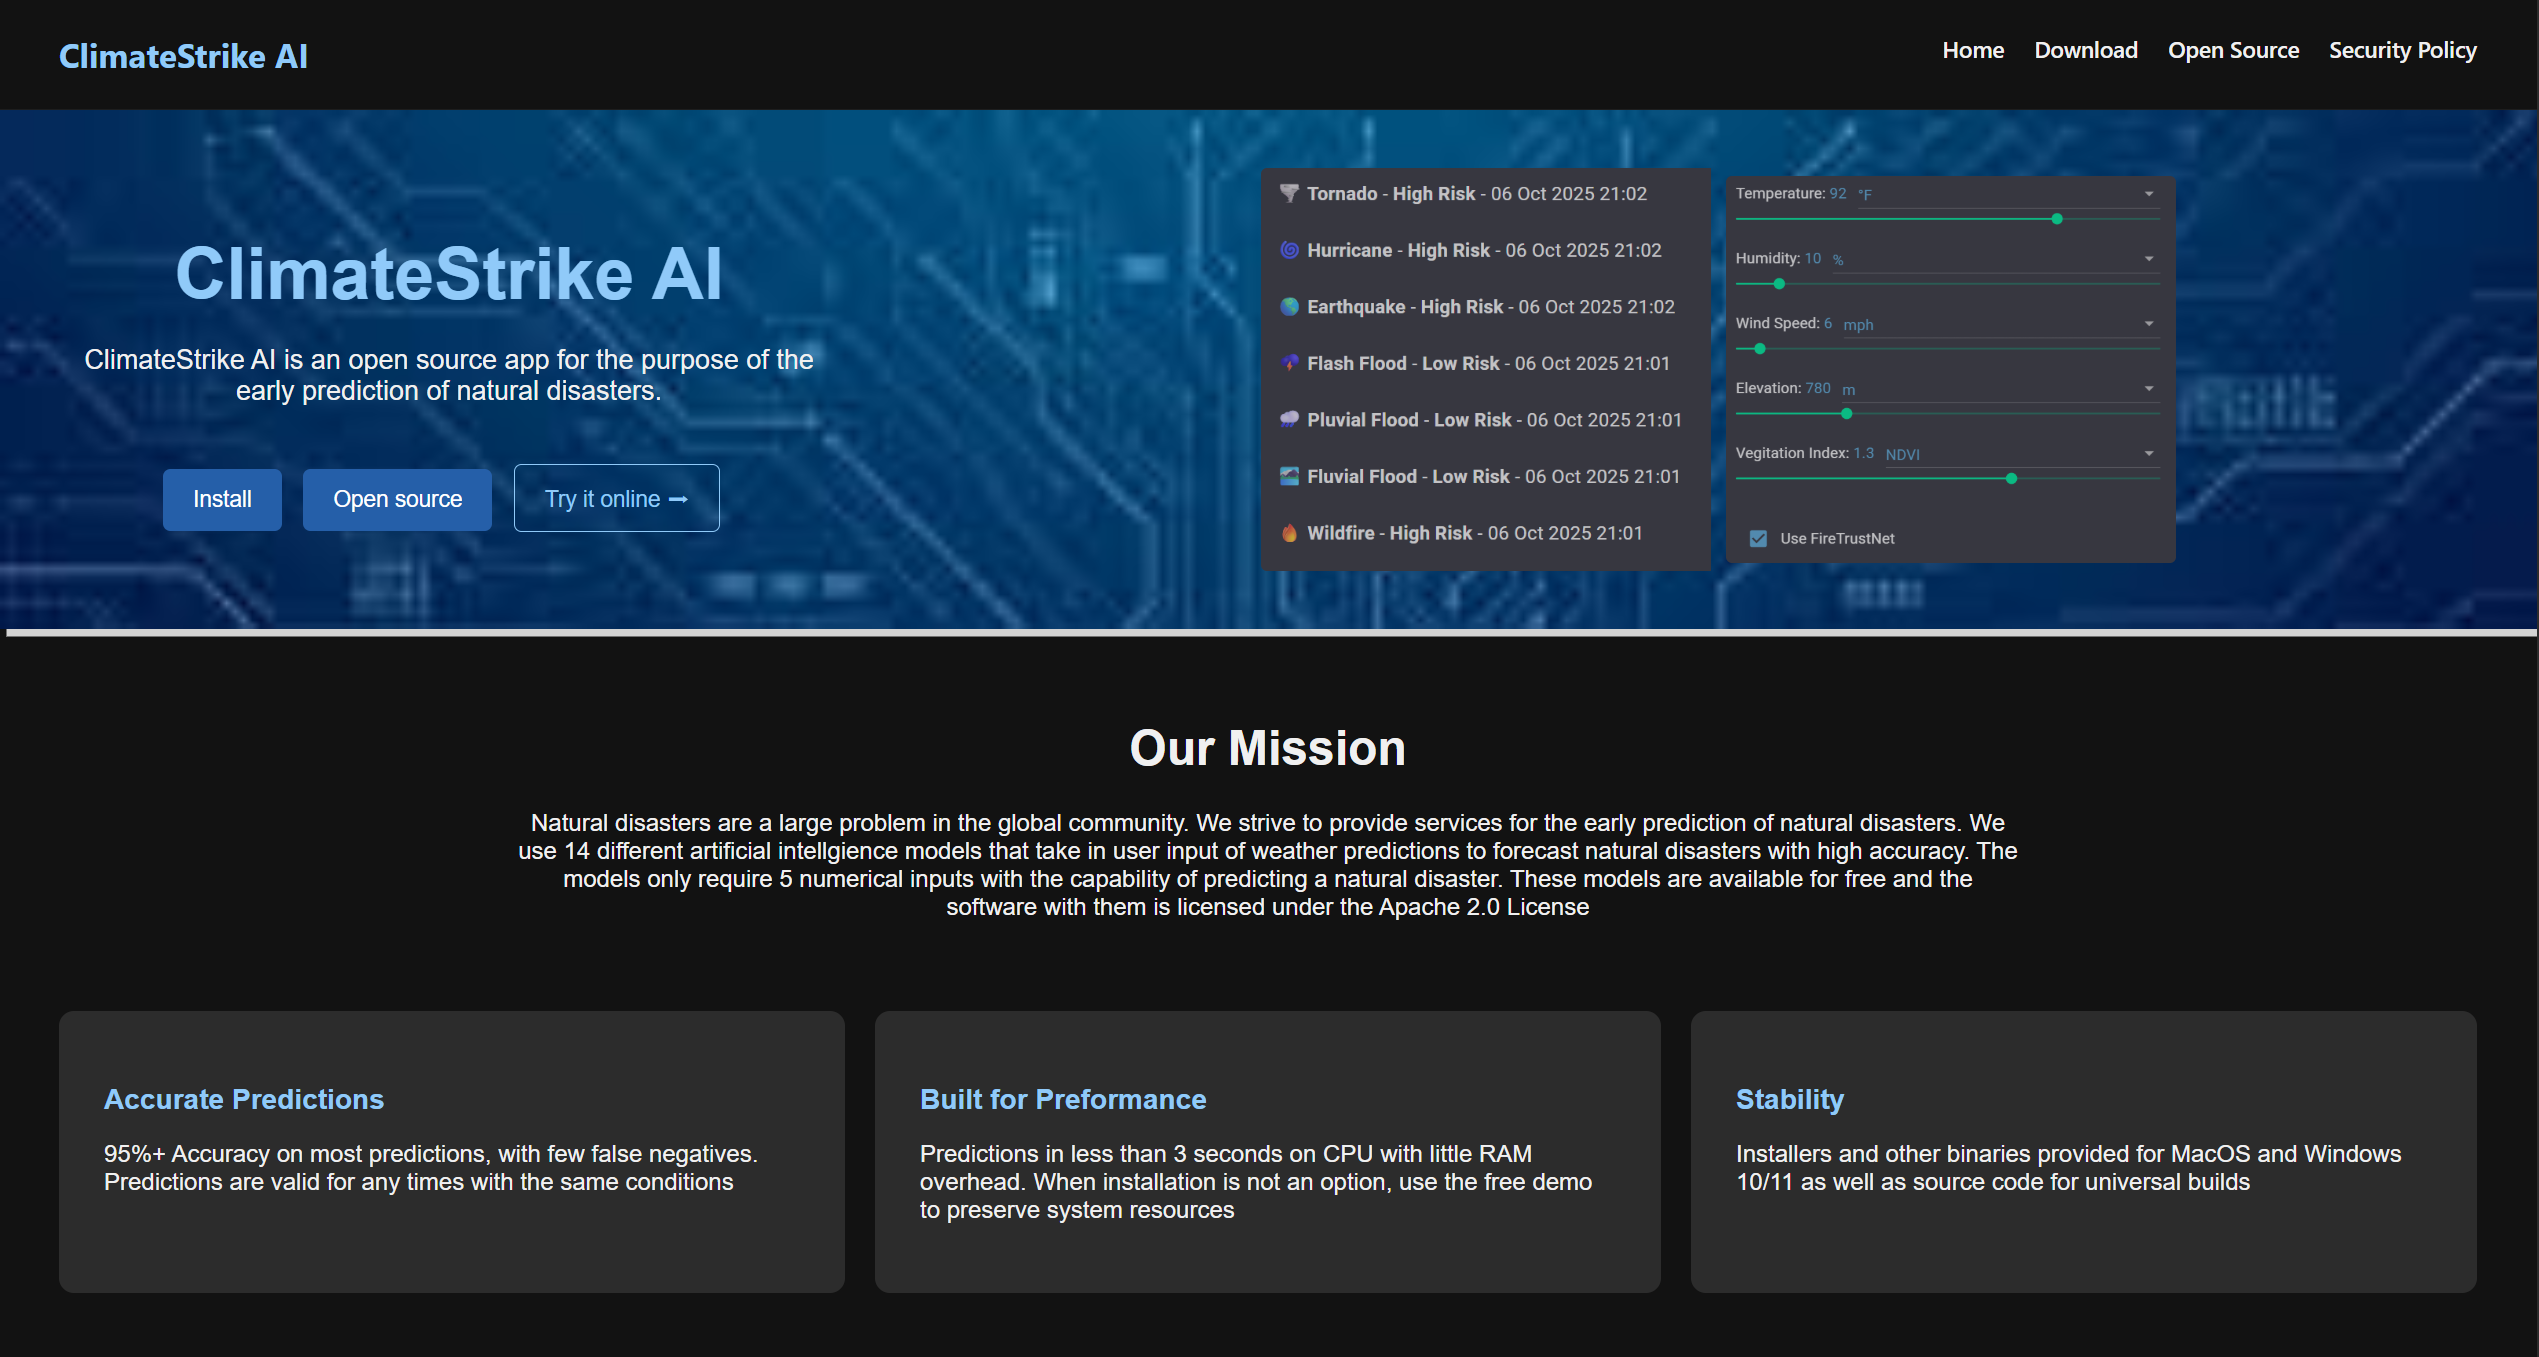 ClimateStrike AI
Home Download Open Source Security Policy
ClimateStrike AI
ClimateStrike AI is an open source app for the purpose of the
early prediction of natural disasters.
Install Open source Try it online ➞
Tornado - High Risk - 06 Oct 2025 21:02
Hurricane - High Risk - 06 Oct 2025 21:02
Earthquake - High Risk - 06 Oct 2025 21:02
Flash Flood - Low Risk - 06 Oct 2025 21:01
Pluvial Flood - Low Risk - 06 Oct 2025 21:01
Fluvial Flood - Low Risk - 06 Oct 2025 21:01
Wildfire - High Risk - 06 Oct 2025 21:01
Temperature: 92 °F
Humidity: 10 %
Wind Speed: 6 mph
Elevation: 780 m
Vegitation Index: 1.3 NDVI
Use FireTrustNet
Our Mission
Natural disasters are a large problem in the global community. We strive to provide services for the early prediction of natural disasters. We
use 14 different artificial intellgience models that take in user input of weather predictions to forecast natural disasters with high accuracy. The
models only require 5 numerical inputs with the capability of predicting a natural disaster. These models are available for free and the
software with them is licensed under the Apache 2.0 License
Accurate Predictions
95%+ Accuracy on most predictions, with few false negatives.
Predictions are valid for any times with the same conditions
Built for Preformance
Predictions in less than 3 seconds on CPU with little RAM
overhead. When installation is not an option, use the free demo
to preserve system resources
Stability
Installers and other binaries provided for MacOS and Windows
10/11 as well as source code for universal builds